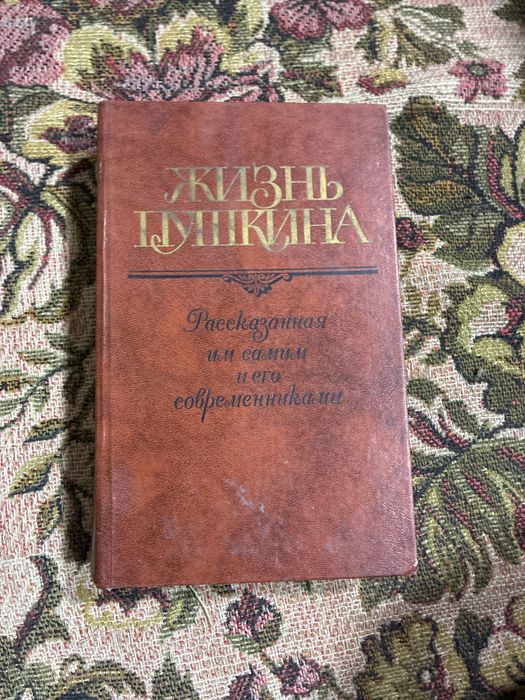 ЖИЗНЬ
ПУШКИНА
Рассказанная
им самим
и его
современниками